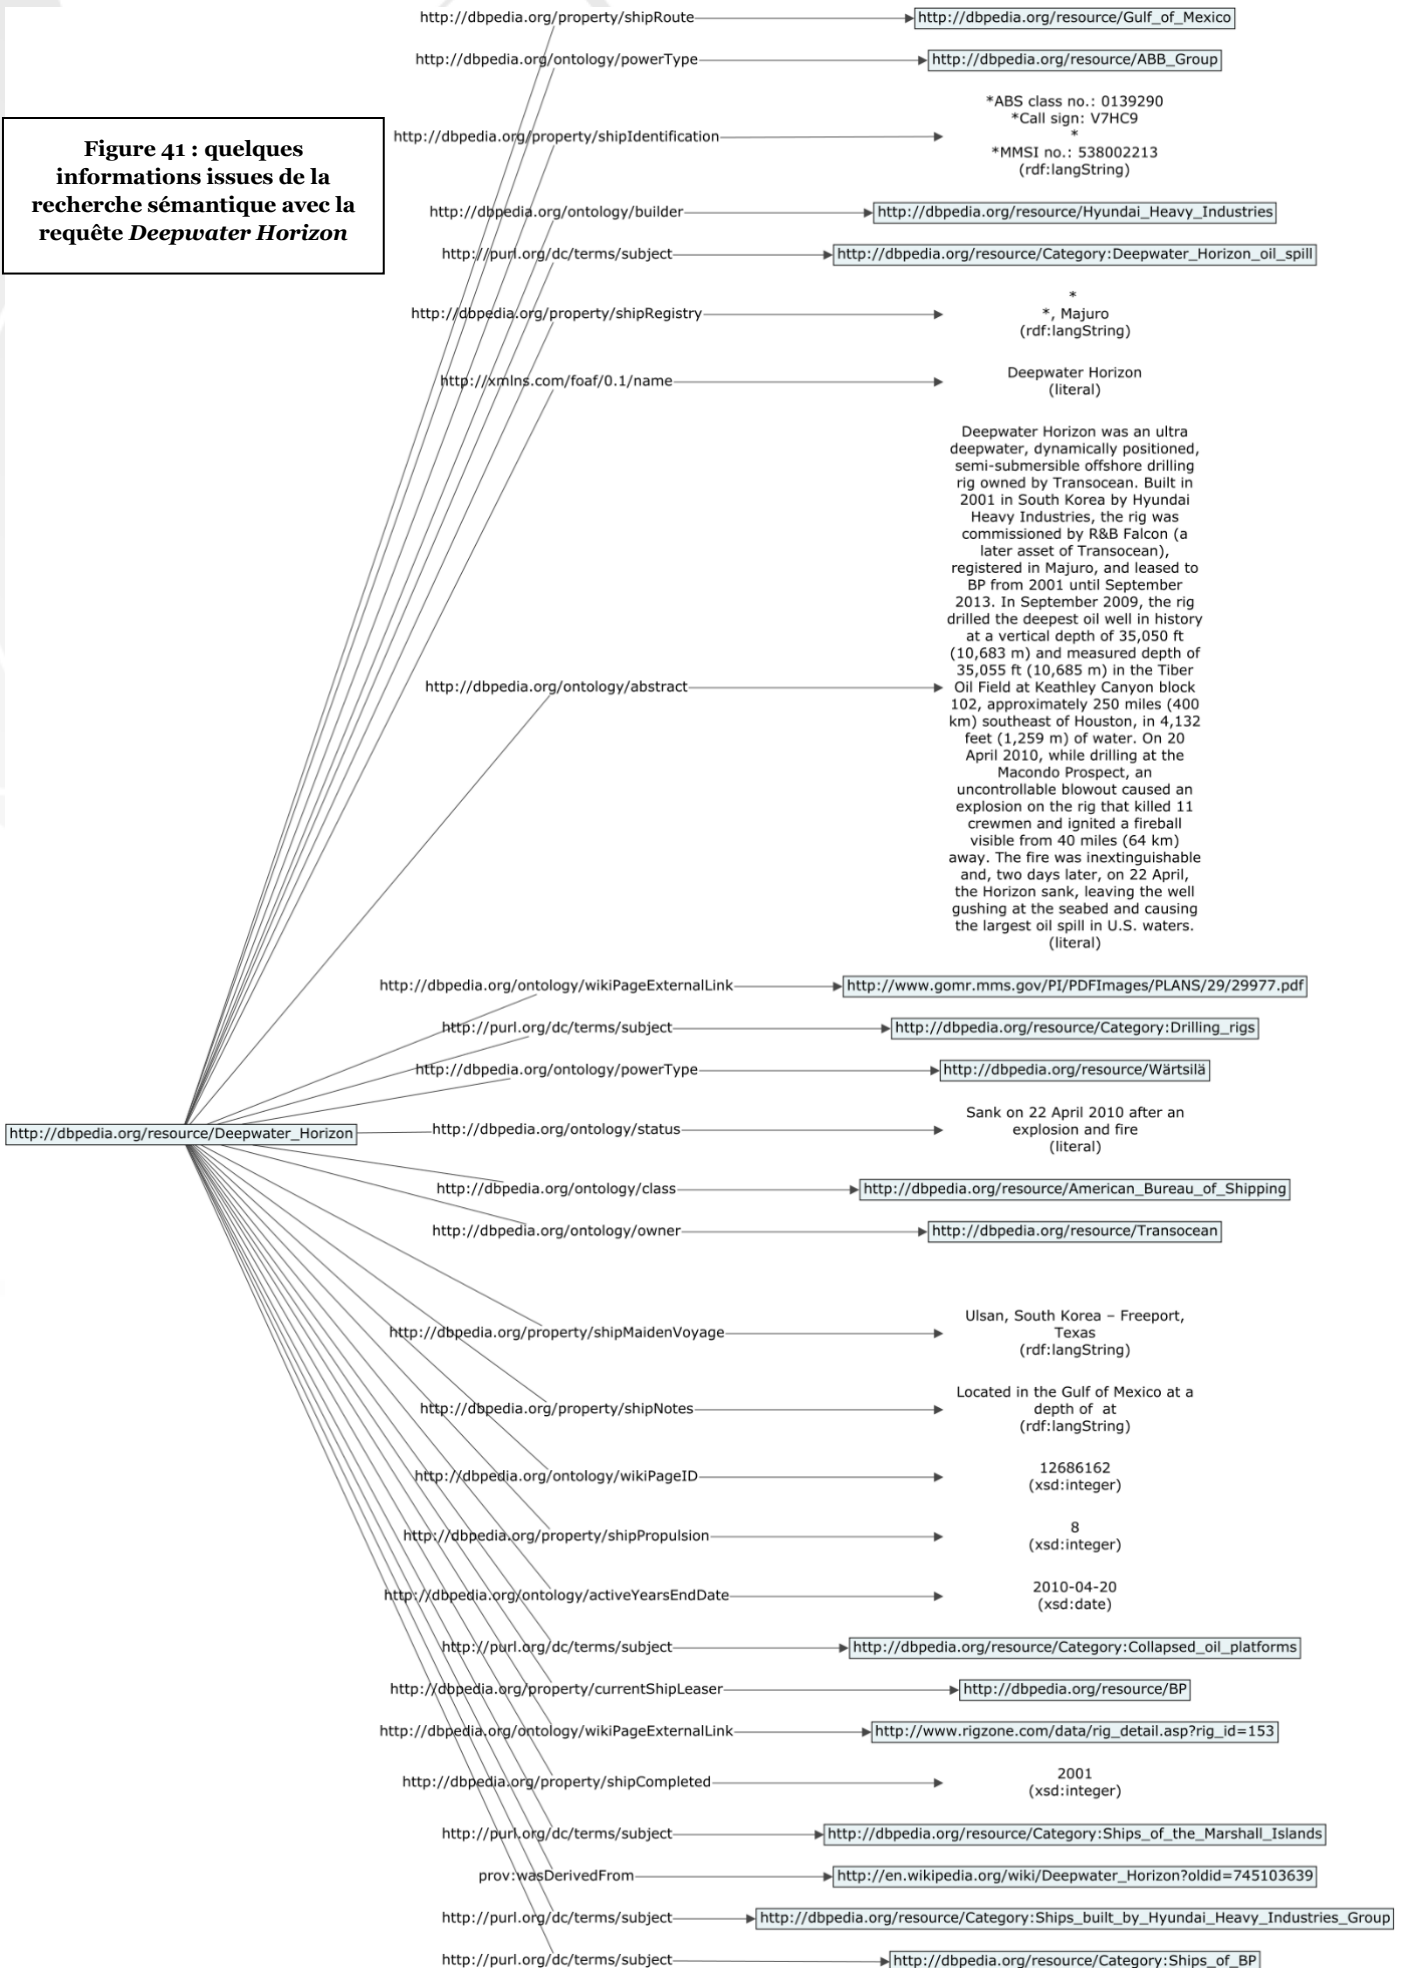 http://dbpedia.org/property/shipRoute
http://dbpedia.org/resource/Gulf_of_Mexico
http://dbpedia.org/ontology/powerType
http://dbpedia.org/resource/ABB_Group
Figure 41 : quelques
informations issues de la
recherche sémantique avec la
requête Deepwater Horizon
http://dbpedia.org/property/shipIdentification
*ABS class no.: 0139290
*Call sign: V7HC9
*
*MMSI no.: 538002213
(rdf:langString)
http://dbpedia.org/ontology/builder
http://dbpedia.org/resource/Hyundai_Heavy_Industries
http://purl.org/dc/terms/subject
http://dbpedia.org/resource/Category:Deepwater_Horizon_oil_spill
http://dbpedia.org/property/shipRegistry
*
*, Majuro
(rdf:langString)
http://xmlns.com/foaf/0.1/name
Deepwater Horizon
(literal)
http://dbpedia.org/ontology/abstract
Deepwater Horizon was an ultra
deepwater, dynamically positioned,
semi-submersible offshore drilling
rig owned by Transocean. Built in
2001 in South Korea by Hyundai
Heavy Industries, the rig was
commissioned by R&B Falcon (a
later asset of Transocean),
registered in Majuro, and leased to
BP from 2001 until September
2013. In September 2009, the rig
drilled the deepest oil well in history
at a vertical depth of 35,050 ft
(10,683 m) and measured depth of
35,055 ft (10,685 m) in the Tiber
Oil Field at Keathley Canyon block
102, approximately 250 miles (400
km) southeast of Houston, in 4,132
feet (1,259 m) of water. On 20
April 2010, while drilling at the
Macondo Prospect, an
uncontrollable blowout caused an
explosion on the rig that killed 11
crewmen and ignited a fireball
visible from 40 miles (64 km)
away. The fire was inextinguishable
and, two days later, on 22 April,
the Horizon sank, leaving the well
gushing at the seabed and causing
the largest oil spill in U.S. waters.
(literal)
http://dbpedia.org/ontology/wikiPageExternalLink
http://www.gomr.mms.gov/PI/PDFImages/PLANS/29/29977.pdf
http://purl.org/dc/terms/subject
http://dbpedia.org/resource/Category:Drilling_rigs
http://dbpedia.org/ontology/powerType
http://dbpedia.org/resource/Wärtsilä
http://dbpedia.org/resource/Deepwater_Horizon
http://dbpedia.org/ontology/status
Sank on 22 April 2010 after an
explosion and fire
(literal)
http://dbpedia.org/ontology/class
http://dbpedia.org/resource/American_Bureau_of_Shipping
http://dbpedia.org/ontology/owner
http://dbpedia.org/resource/Transocean
http://dbpedia.org/property/shipMaidenVoyage
Ulsan, South Korea – Freeport,
Texas
(rdf:langString)
http://dbpedia.org/property/shipNotes
Located in the Gulf of Mexico at a
depth of  at
(rdf:langString)
http://dbpedia.org/ontology/wikiPageID
12686162
(xsd:integer)
http://dbpedia.org/property/shipPropulsion
8
(xsd:integer)
http://dbpedia.org/ontology/activeYearsEndDate
2010-04-20
(xsd:date)
http://purl.org/dc/terms/subject
http://dbpedia.org/resource/Category:Collapsed_oil_platforms
http://dbpedia.org/property/currentShipLeaser
http://dbpedia.org/resource/BP
http://dbpedia.org/ontology/wikiPageExternalLink
http://www.rigzone.com/data/rig_detail.asp?rig_id=153
http://dbpedia.org/property/shipCompleted
2001
(xsd:integer)
http://purl.org/dc/terms/subject
http://dbpedia.org/resource/Category:Ships_of_the_Marshall_Islands
prov:wasDerivedFrom
http://en.wikipedia.org/wiki/Deepwater_Horizon?oldid=745103639
http://purl.org/dc/terms/subject
http://dbpedia.org/resource/Category:Ships_built_by_Hyundai_Heavy_Industries_Group
http://purl.org/dc/terms/subject
http://dbpedia.org/resource/Category:Ships_of_BP